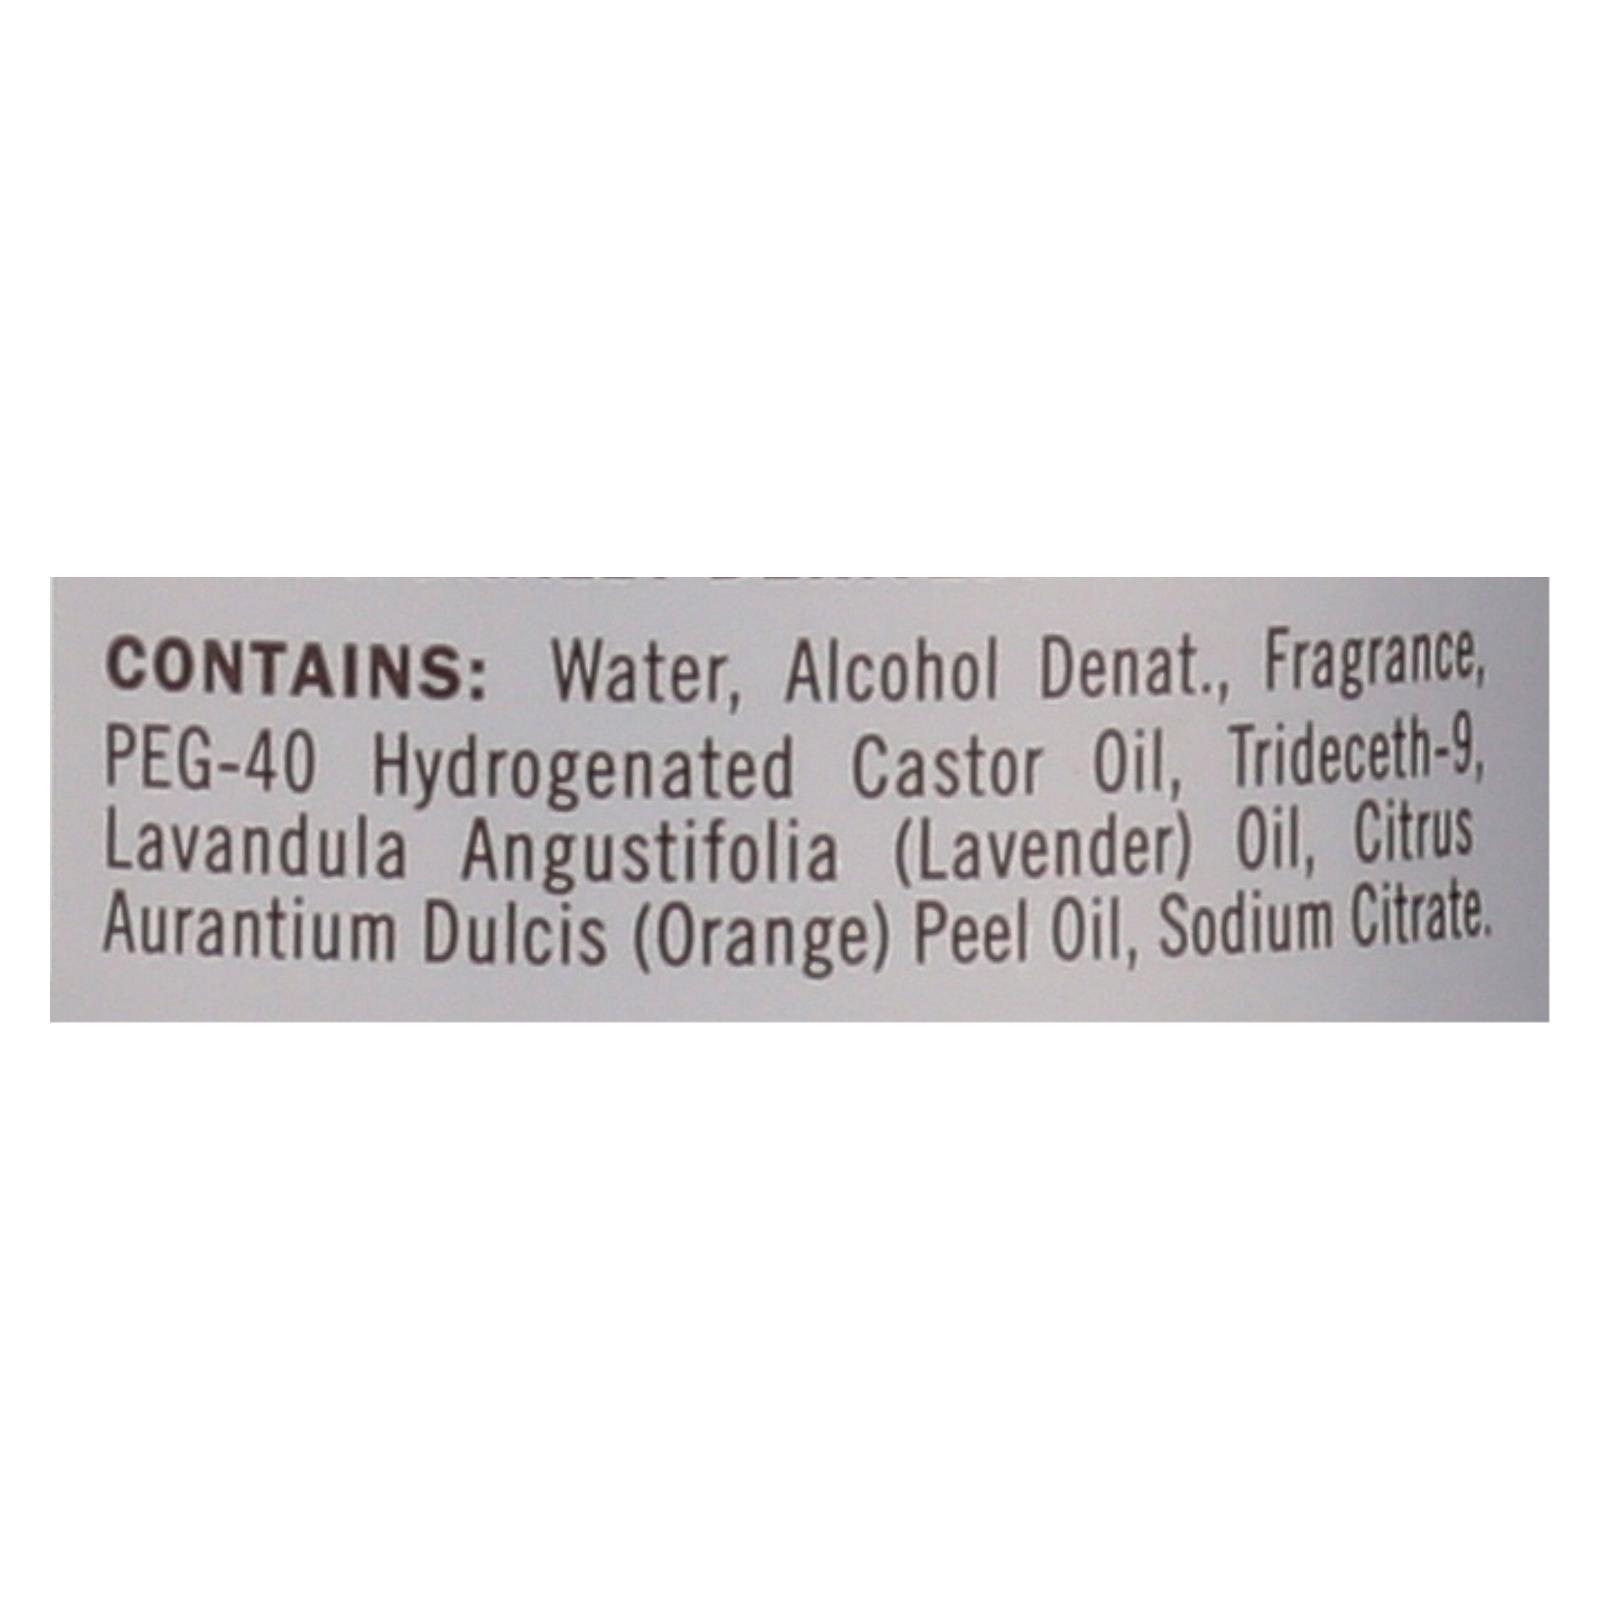 CONTAINS: Water, Alcohol Denat., Fragrance,
PEG-40 Hydrogenated Castor Oil, Trideceth-9,
Lavandula Angustifolia (Lavender) Oil, Citrus
Aurantium Dulcis (Orange) Peel Oil, Sodium Citrate.